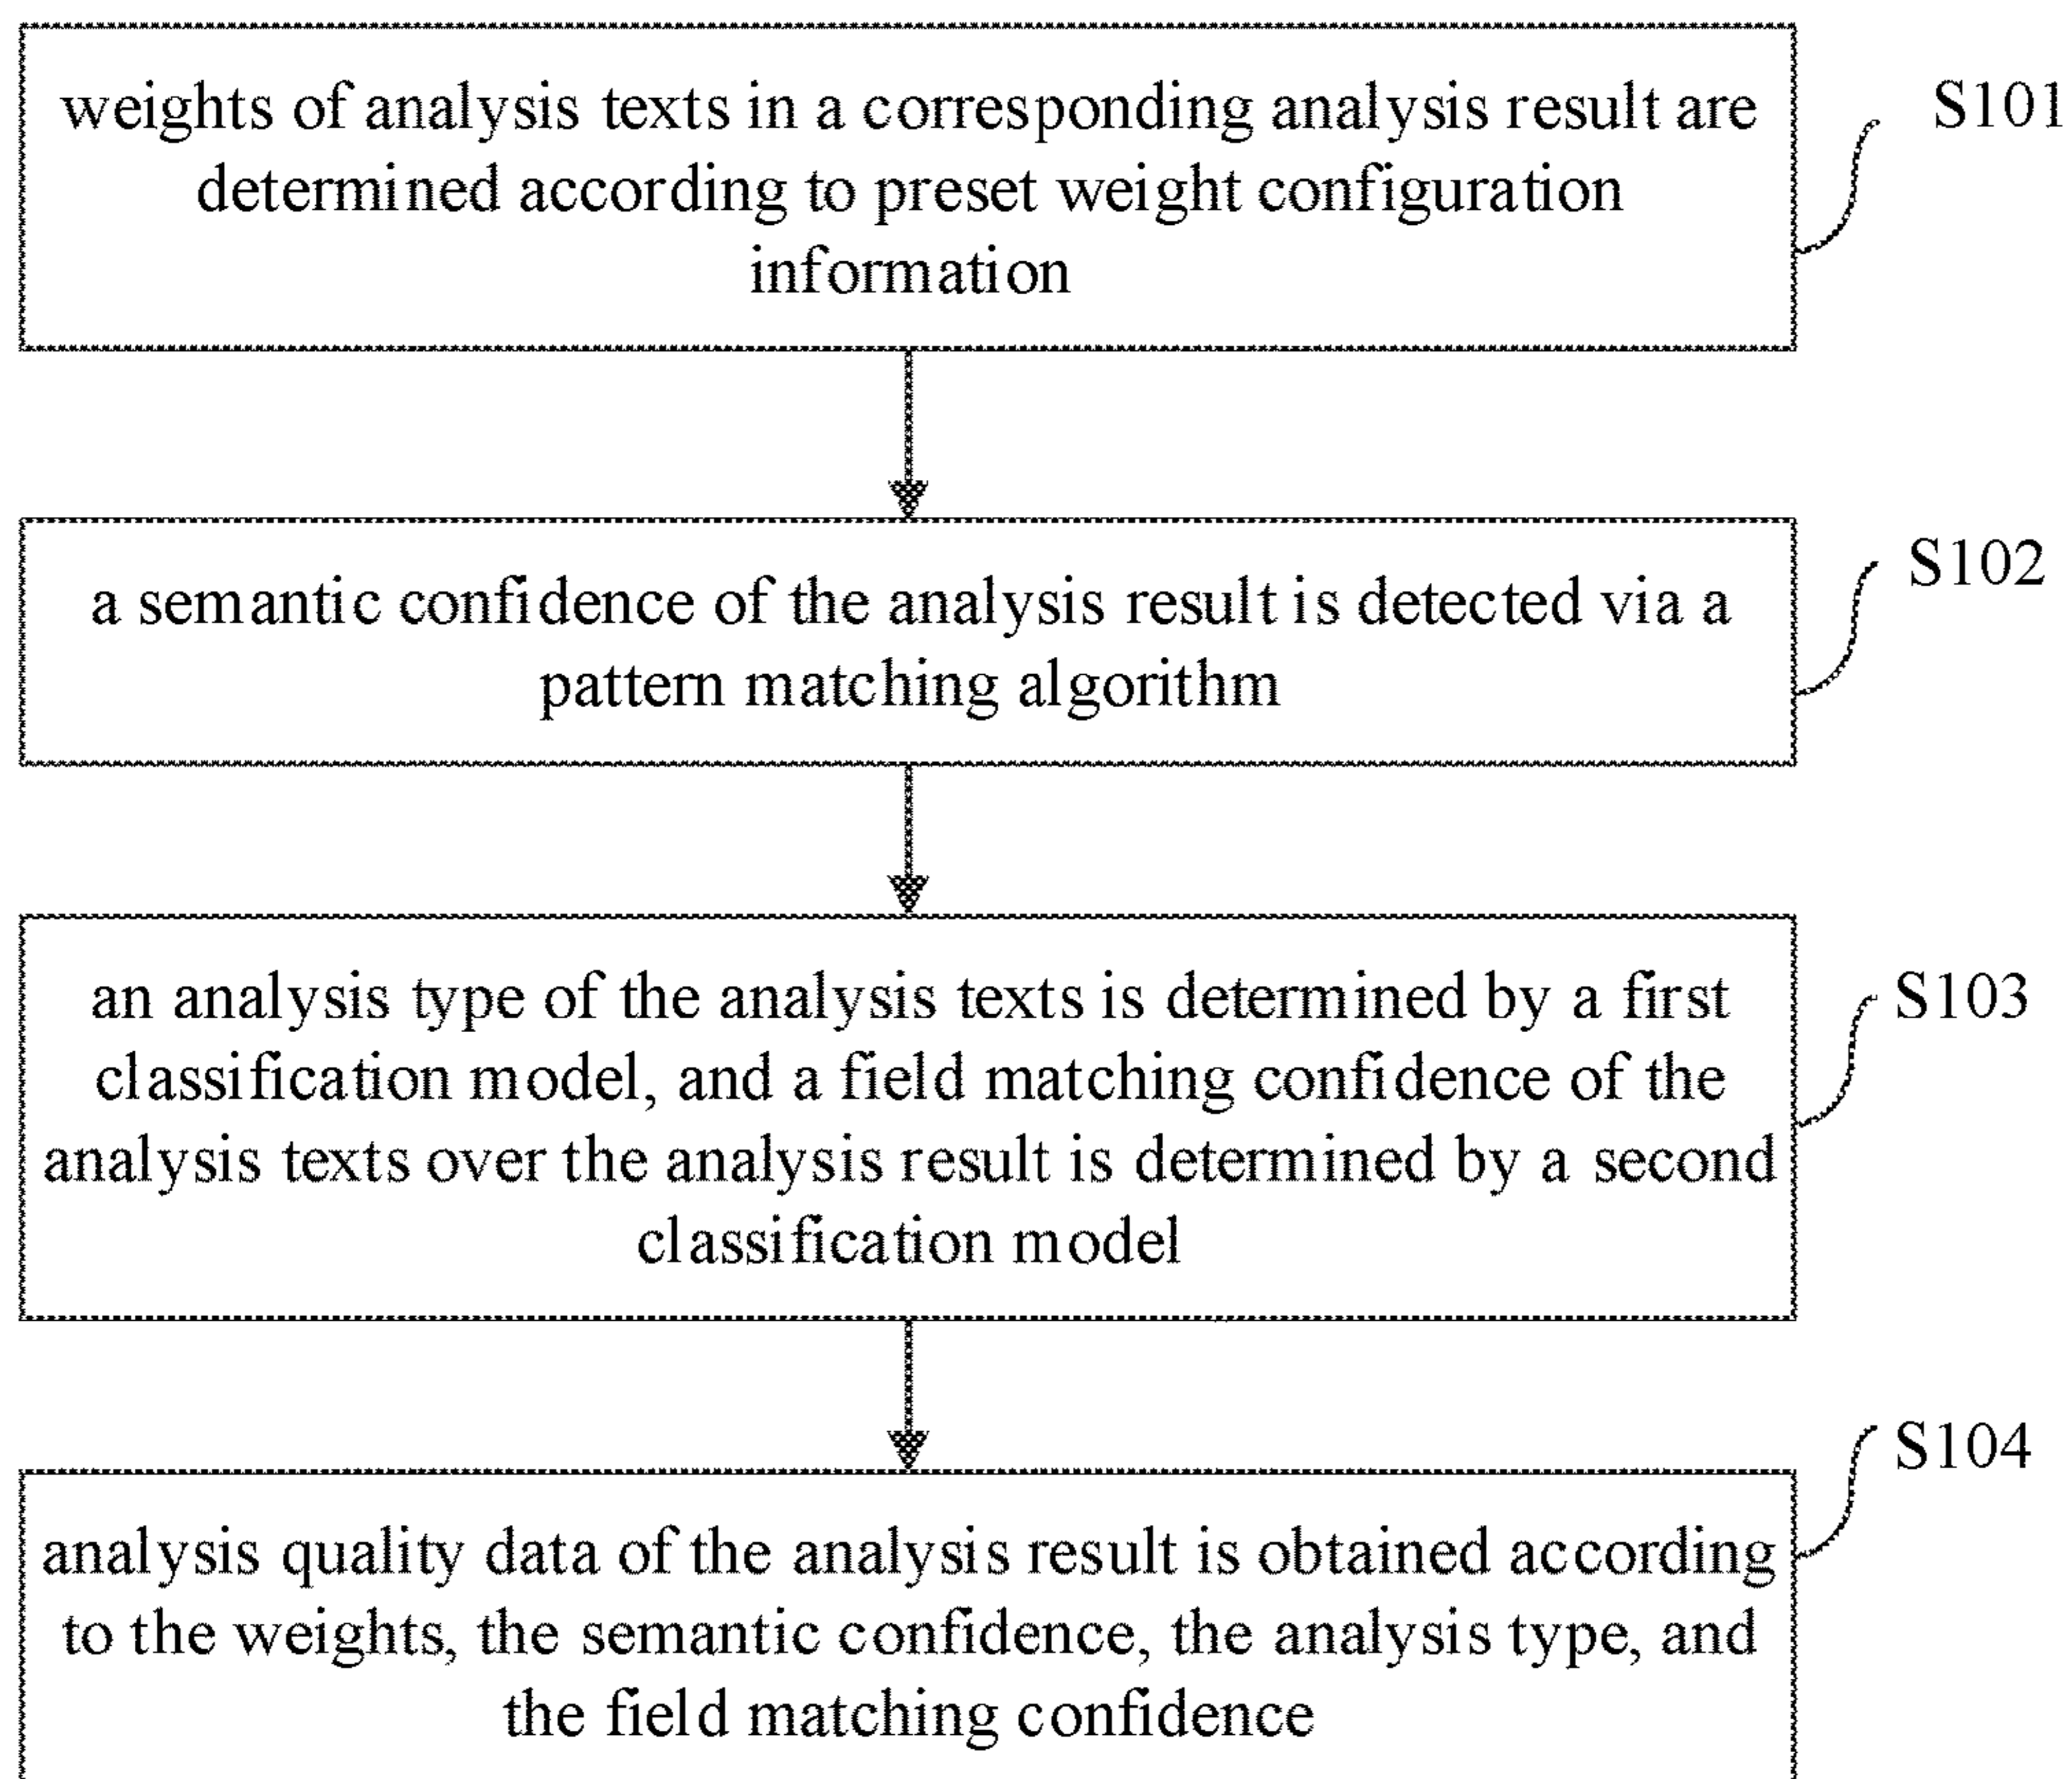 weights of analysis texts in a corresponding analysis result are
determined according to preset weight configuration
information
S101
a semantic confidence of the analysis result is detected via a
pattern matching algorithm
S102
an analysis type of the analysis texts is determined by a first
classification model, and a field matching confidence of the
analysis texts over the analysis result is determined by a second
classification model
S103
analysis quality data of the analysis result is obtained according
to the weights, the semantic confidence, the analysis type, and
the field matching confidence
S104